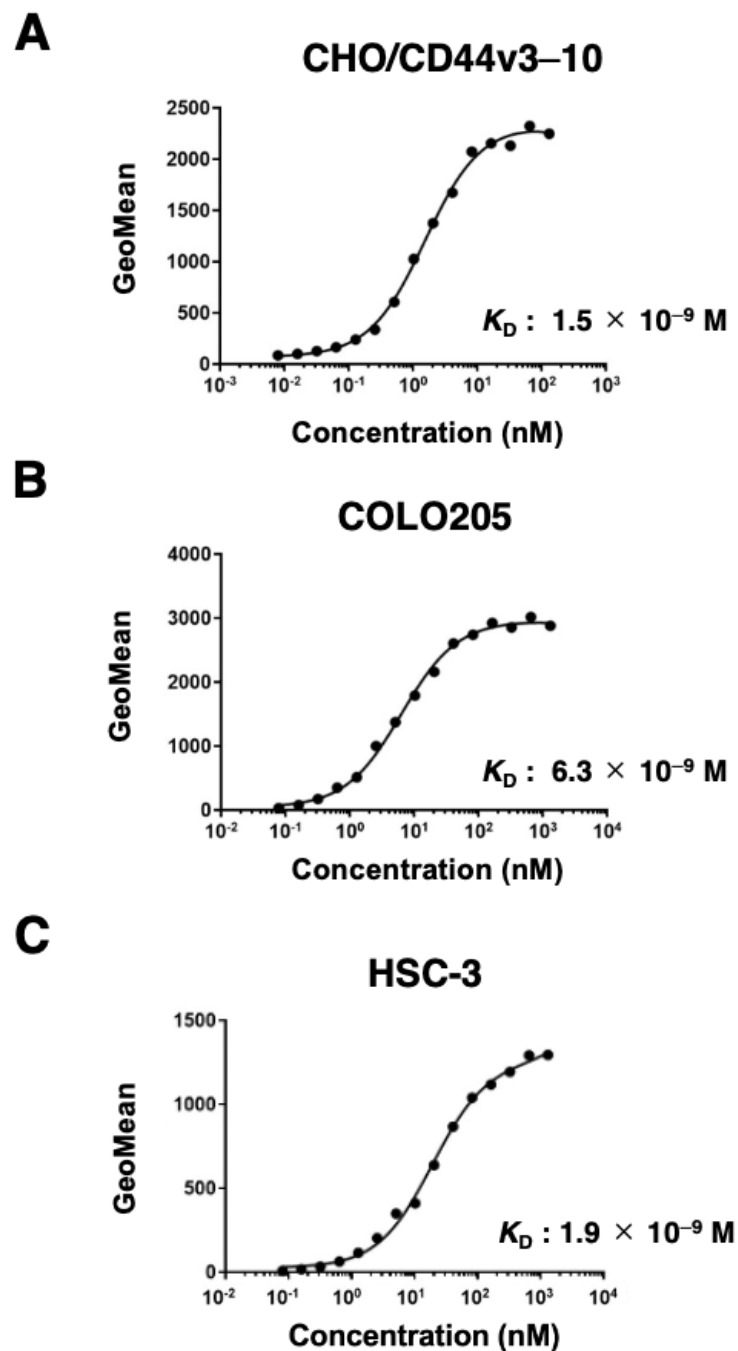 A
CHO/CD44v3–10
2500
2000
1500
1000
500
0
GeoMean
K_D : 1.5 × 10⁻⁹ M
10⁻³ 10⁻² 10⁻¹ 10⁰ 10¹ 10² 10³
Concentration (nM)
B
COLO205
4000
3000
2000
1000
0
GeoMean
K_D : 6.3 × 10⁻⁹ M
10⁻² 10⁻¹ 10⁰ 10¹ 10² 10³ 10⁴
Concentration (nM)
C
HSC-3
1500
1000
500
0
GeoMean
K_D : 1.9 × 10⁻⁹ M
10⁻² 10⁻¹ 10⁰ 10¹ 10² 10³ 10⁴
Concentration (nM)